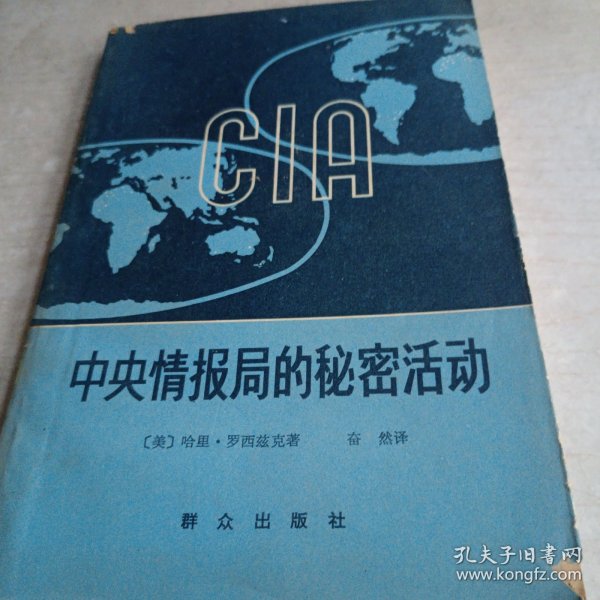 CIA
中央情报局的秘密活动
〔美〕哈里·罗西兹克著 奋 然译
群众出版社
孔夫子旧书网
www.kongfz.com